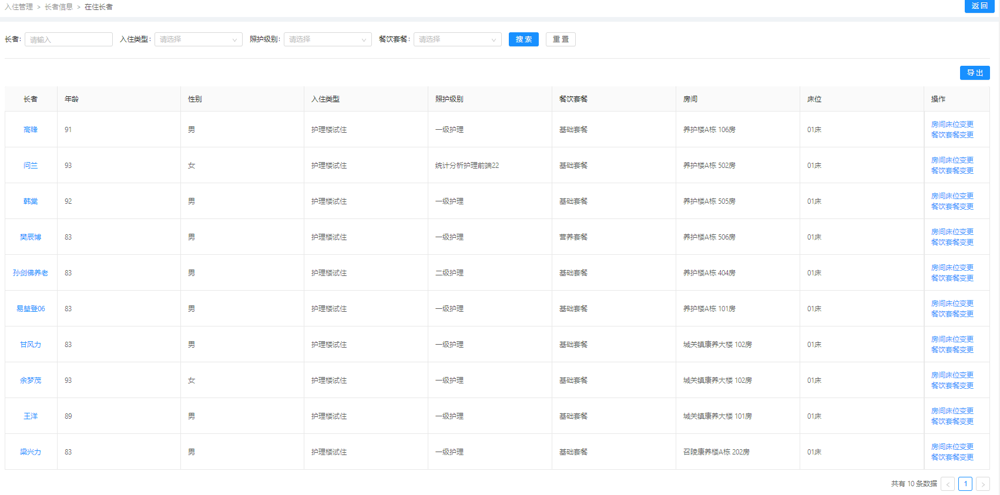 入住管理 > 长者信息 > 在住长者
返 回
长者: 请输入 入住类型: 请选择 照护级别: 请选择 餐饮套餐: 请选择 搜 索 重 置
导 出
长者 年龄 性别 入住类型 照护级别 餐饮套餐 房间 床位 操作
高锋 91 男 护理楼试住 一级护理 基础套餐 养护楼A栋 106房 01床 房间床位变更
餐饮套餐变更
问兰 93 女 护理楼试住 统计分析护理前端22 基础套餐 养护楼A栋 502房 01床 房间床位变更
餐饮套餐变更
韩棠 92 男 护理楼试住 一级护理 基础套餐 养护楼A栋 505房 01床 房间床位变更
餐饮套餐变更
樊辰博 83 男 护理楼试住 一级护理 营养套餐 养护楼A栋 506房 01床 房间床位变更
餐饮套餐变更
孙剑佛养老 83 男 护理楼试住 二级护理 基础套餐 养护楼A栋 404房 01床 房间床位变更
餐饮套餐变更
易堃登06 83 男 护理楼试住 一级护理 基础套餐 养护楼A栋 101房 01床 房间床位变更
餐饮套餐变更
甘风力 83 男 护理楼试住 一级护理 基础套餐 城关镇康养大楼 102房 01床 房间床位变更
餐饮套餐变更
余梦茂 93 女 护理楼试住 一级护理 基础套餐 城关镇康养大楼 102房 01床 房间床位变更
餐饮套餐变更
王洋 89 男 护理楼试住 一级护理 基础套餐 城关镇康养大楼 101房 01床 房间床位变更
餐饮套餐变更
梁兴力 83 男 护理楼试住 一级护理 基础套餐 召陵康养楼A栋 202房 01床 房间床位变更
餐饮套餐变更
共有 10 条数据 < 1 >